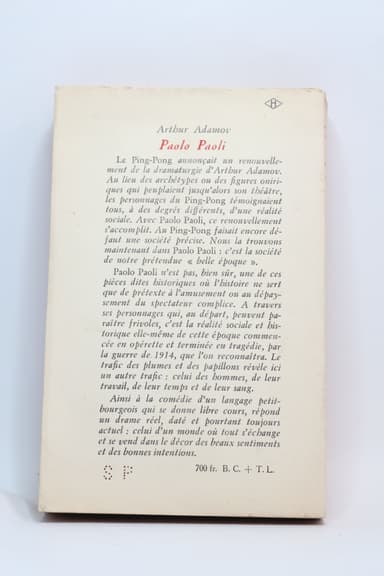 H
Arthur Adamov
Paolo Paoli
Le Ping-Pong annonçait un renouvelle-
ment de la dramaturgie d'Arthur Adamov.
Au lieu des archétypes ou des figures oniri-
ques qui peuplaient jusqu'alors son théâtre,
les personnages du Ping-Pong témoignaient
tous, à des degrés différents, d'une réalité
sociale. Avec Paolo Paoli, ce renouvellement
s'accomplit. Au Ping-Pong faisait encore dé-
faut une société précise. Nous la trouvons
maintenant dans Paolo Paoli : c'est la société
de notre prétendue « belle époque ».
Paolo Paoli n'est pas, bien sûr, une de ces
pièces dites historiques où l'histoire ne sert
que de prétexte à l'amusement ou au dépay-
sement du spectateur complice. A travers
ses personnages qui, au départ, peuvent pa-
raître frivoles, c'est la réalité sociale et his-
torique elle-même de cette époque commen-
cée en opérette et terminée en tragédie, par
la guerre de 1914, que l'on reconnaîtra. Le
trafic des plumes et des papillons révèle ici
un autre trafic : celui des hommes, de leur
travail, de leur temps et de leur sang.
Ainsi à la comédie d'un langage petit-
bourgeois qui se donne libre cours, répond
un drame réel, daté et pourtant toujours
actuel : celui d'un monde où tout s'échange
et se vend dans le décor des beaux sentiments
et des bonnes intentions.
S P 700 fr. B. C. + T. L.